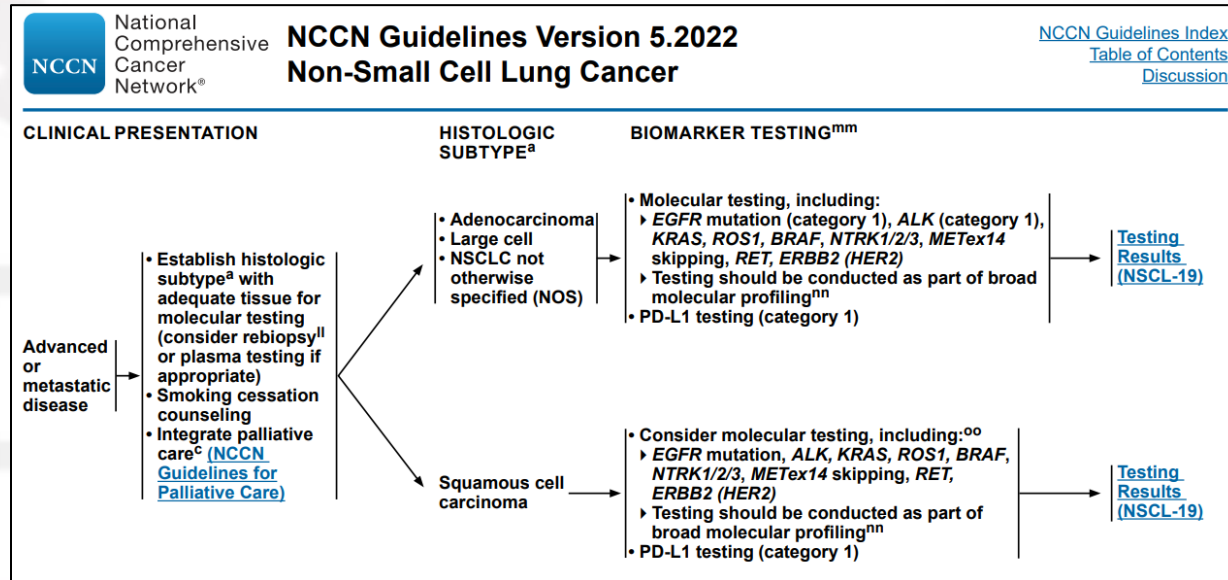 National
Comprehensive
Cancer
Network®
NCCN
NCCN Guidelines Version 5.2022
Non-Small Cell Lung Cancer
NCCN Guidelines Index
Table of Contents
Discussion
CLINICAL PRESENTATION
HISTOLOGIC
SUBTYPEa
BIOMARKER TESTINGmm
Advanced
or
metastatic
disease
• Establish histologic
subtypea with
adequate tissue for
molecular testing
(consider rebiopsyll
or plasma testing if
appropriate)
• Smoking cessation
counseling
• Integrate palliative
carec (NCCN
Guidelines for
Palliative Care)
• Adenocarcinoma
• Large cell
• NSCLC not
otherwise
specified (NOS)
• Molecular testing, including:
▸ EGFR mutation (category 1), ALK (category 1),
KRAS, ROS1, BRAF, NTRK1/2/3, METex14
skipping, RET, ERBB2 (HER2)
▸ Testing should be conducted as part of broad
molecular profilingnn
• PD-L1 testing (category 1)
Testing
Results
(NSCL-19)
Squamous cell
carcinoma
• Consider molecular testing, including:oo
▸ EGFR mutation, ALK, KRAS, ROS1, BRAF,
NTRK1/2/3, METex14 skipping, RET,
ERBB2 (HER2)
▸ Testing should be conducted as part of
broad molecular profilingnn
• PD-L1 testing (category 1)
Testing
Results
(NSCL-19)